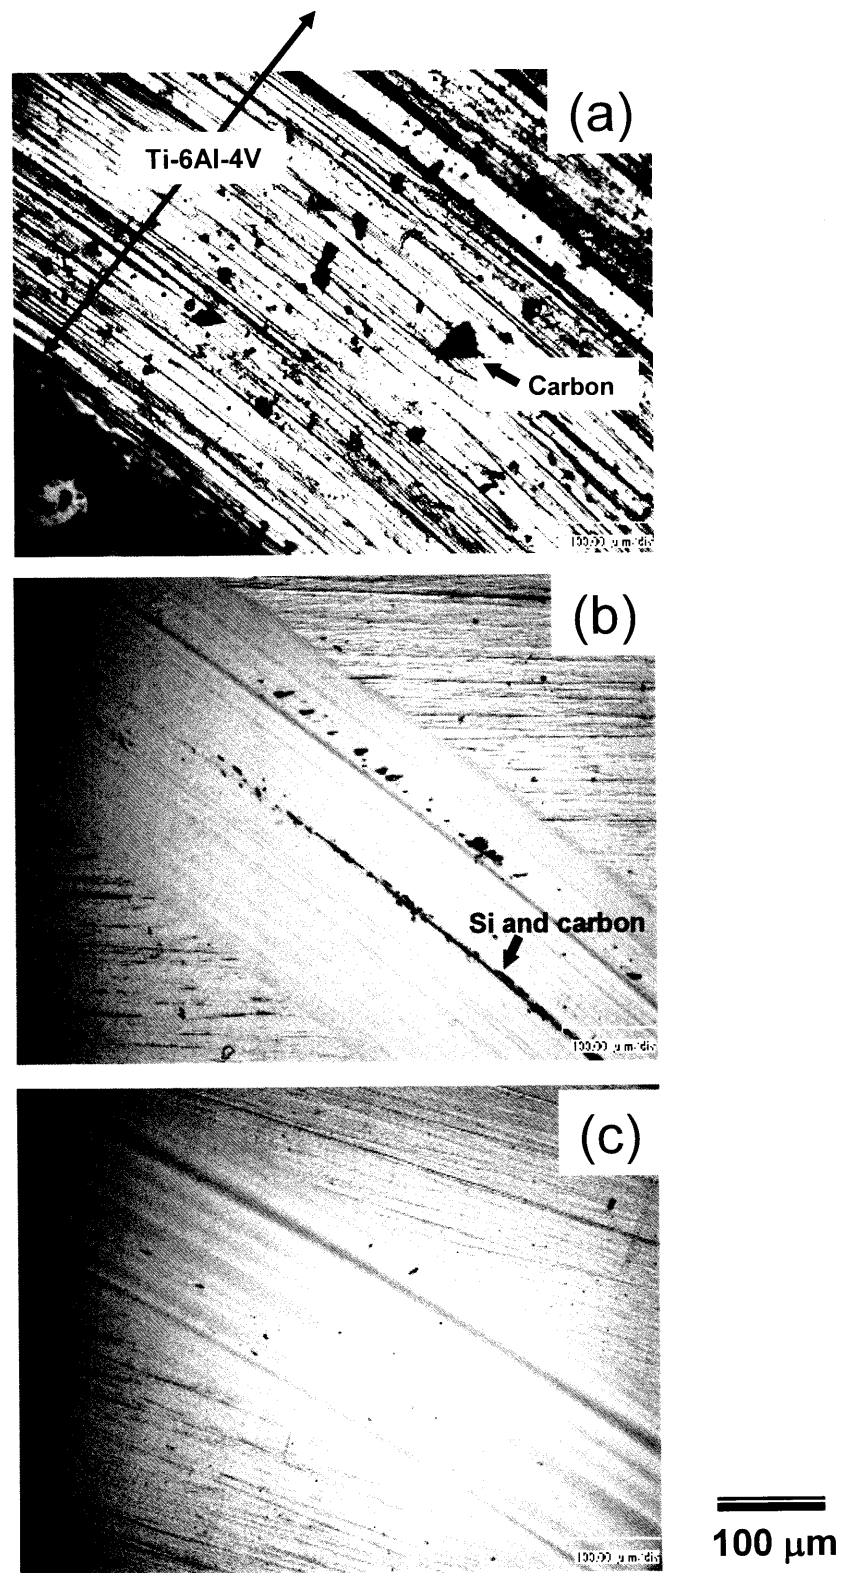 (a)
Ti-6Al-4V
Carbon
100.00 µm/div
(b)
Si and carbon
100.00 µm/div
(c)
100.00 µm/div
100 µm